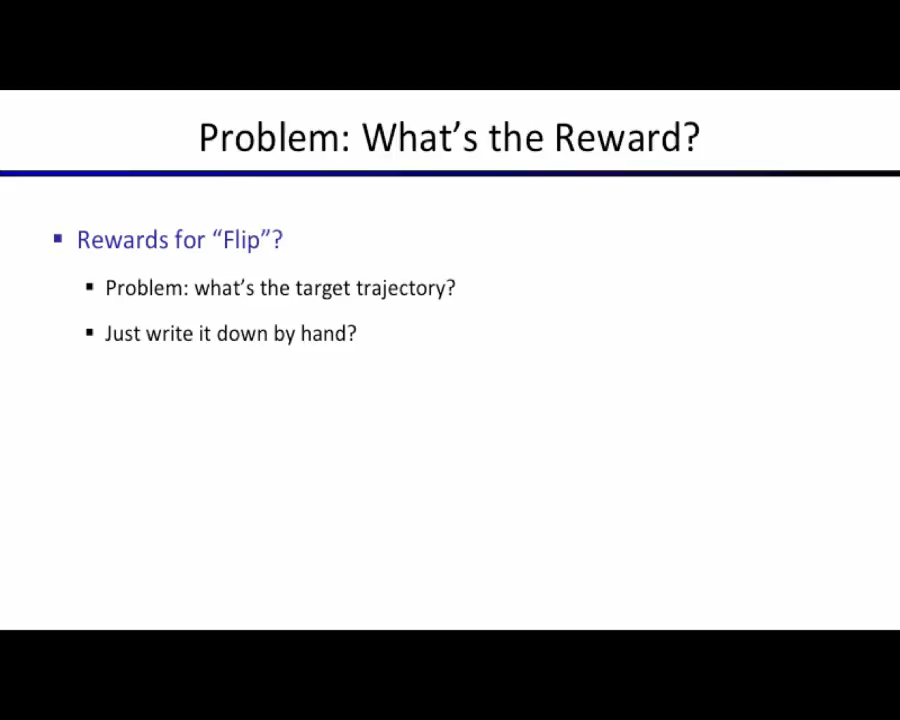 Problem: What’s the Reward?
Rewards for “Flip”?
Problem: what’s the target trajectory?
Just write it down by hand?